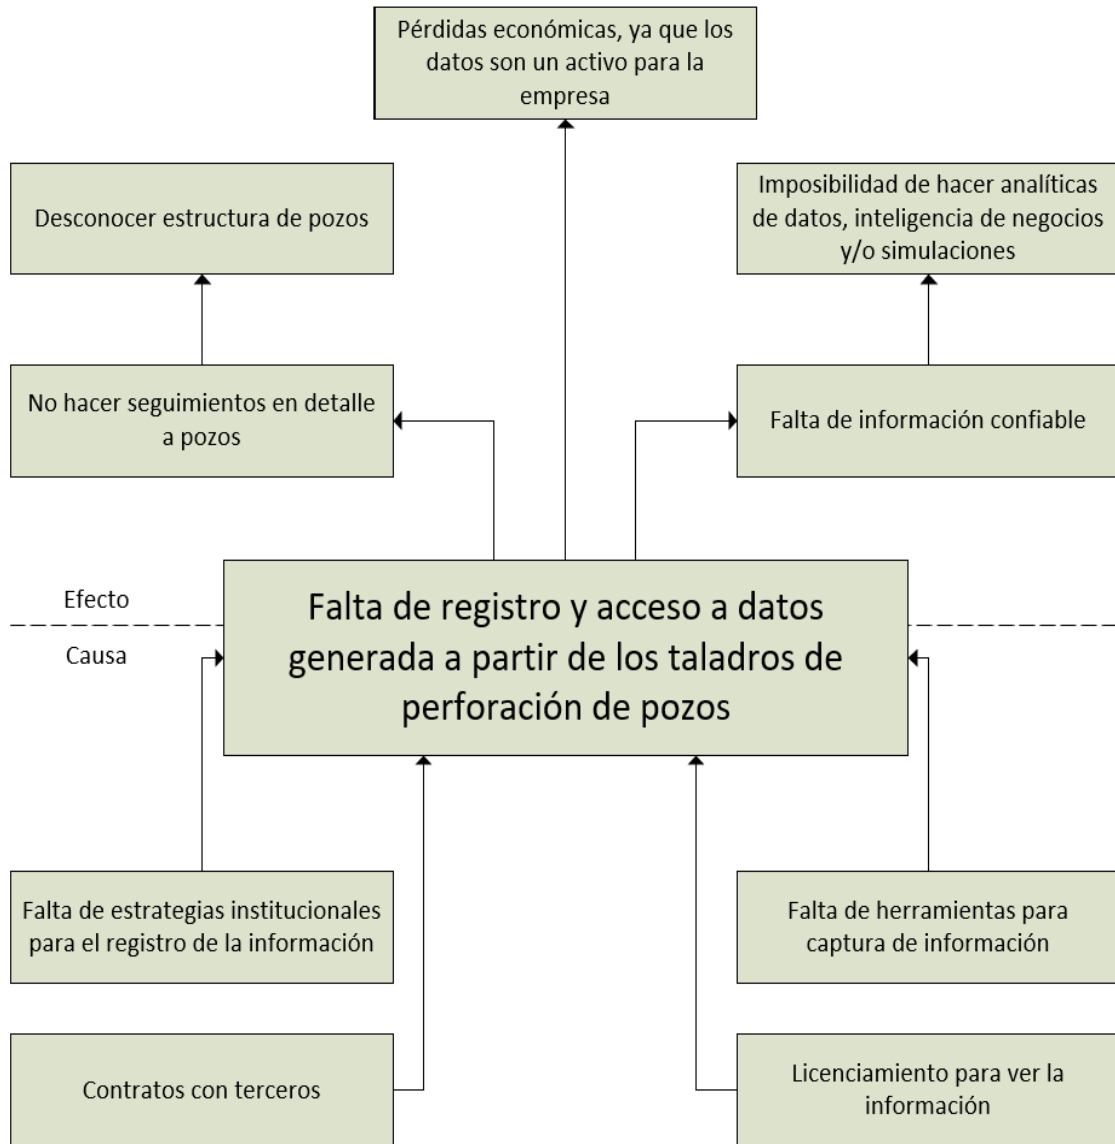 Pérdidas económicas, ya que los
datos son un activo para la
empresa
Desconocer estructura de pozos
Imposibilidad de hacer analíticas
de datos, inteligencia de negocios
y/o simulaciones
No hacer seguimientos en detalle
a pozos
Falta de información confiable
Efecto
Causa
Falta de registro y acceso a datos
generada a partir de los taladros de
perforación de pozos
Falta de estrategias institucionales
para el registro de la información
Falta de herramientas para
captura de información
Contratos con terceros
Licenciamiento para ver la
información